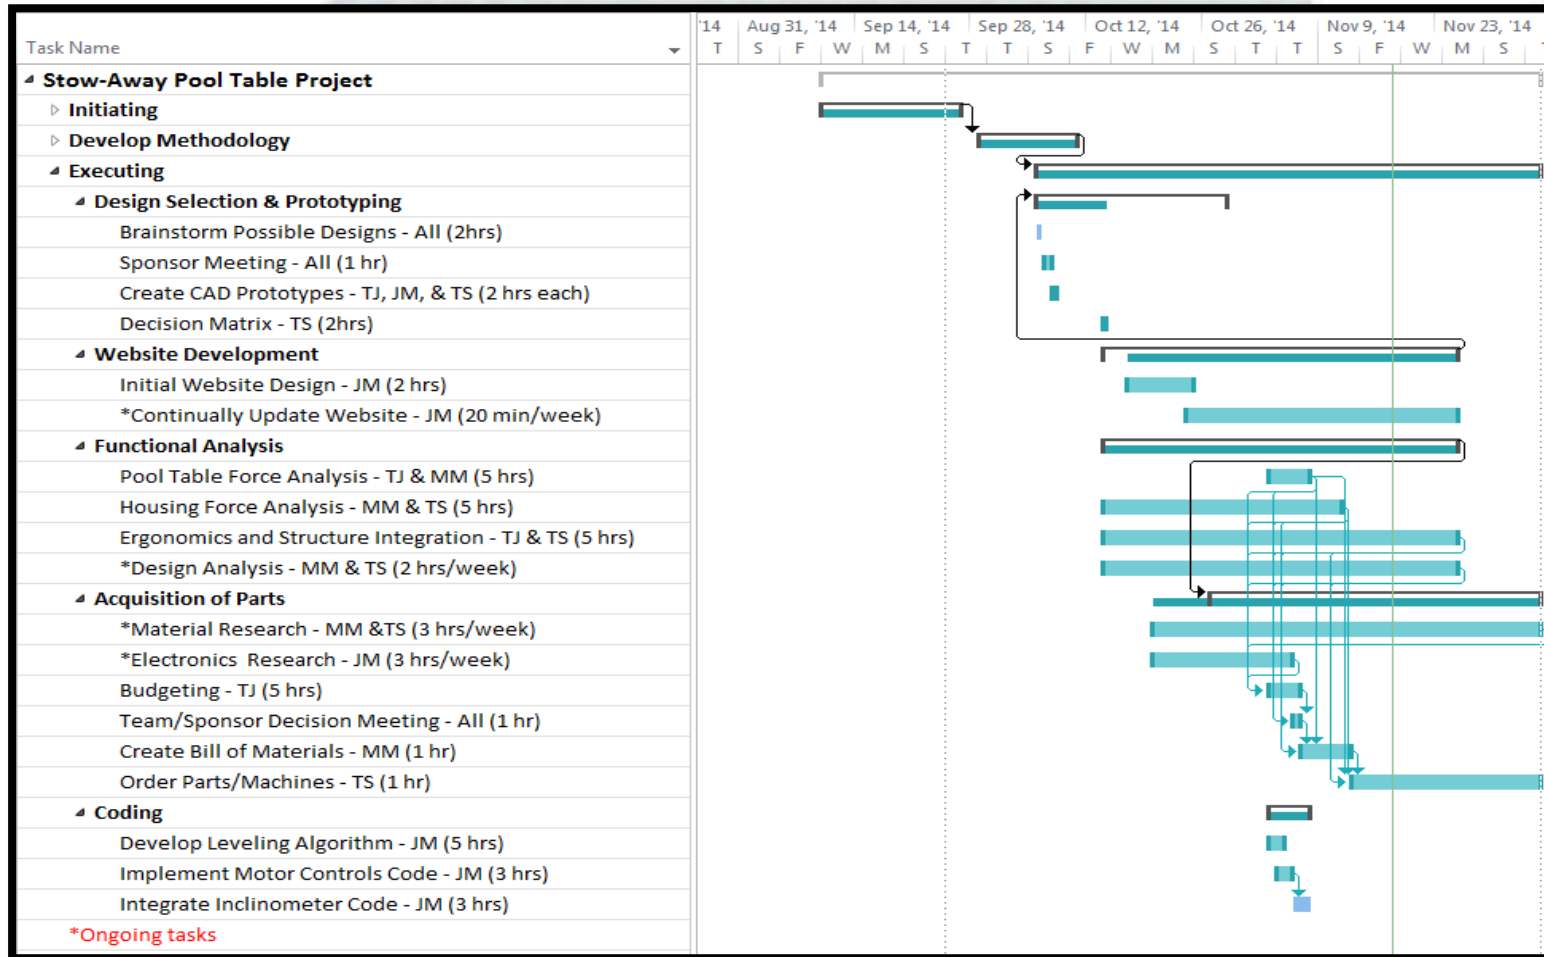 '14 Aug 31, '14 Sep 14, '14 Sep 28, '14 Oct 12, '14 Oct 26, '14 Nov 9, '14 Nov 23, '14
Task Name T S F W M S T T S F W M S T T S F W M S T
Stow-Away Pool Table Project
Initiating
Develop Methodology
Executing
Design Selection & Prototyping
Brainstorm Possible Designs - All (2hrs)
Sponsor Meeting - All (1 hr)
Create CAD Prototypes - TJ, JM, & TS (2 hrs each)
Decision Matrix - TS (2hrs)
Website Development
Initial Website Design - JM (2 hrs)
*Continually Update Website - JM (20 min/week)
Functional Analysis
Pool Table Force Analysis - TJ & MM (5 hrs)
Housing Force Analysis - MM & TS (5 hrs)
Ergonomics and Structure Integration - TJ & TS (5 hrs)
*Design Analysis - MM & TS (2 hrs/week)
Acquisition of Parts
*Material Research - MM &TS (3 hrs/week)
*Electronics  Research - JM (3 hrs/week)
Budgeting - TJ (5 hrs)
Team/Sponsor Decision Meeting - All (1 hr)
Create Bill of Materials - MM (1 hr)
Order Parts/Machines - TS (1 hr)
Coding
Develop Leveling Algorithm - JM (5 hrs)
Implement Motor Controls Code - JM (3 hrs)
Integrate Inclinometer Code - JM (3 hrs)
*Ongoing tasks